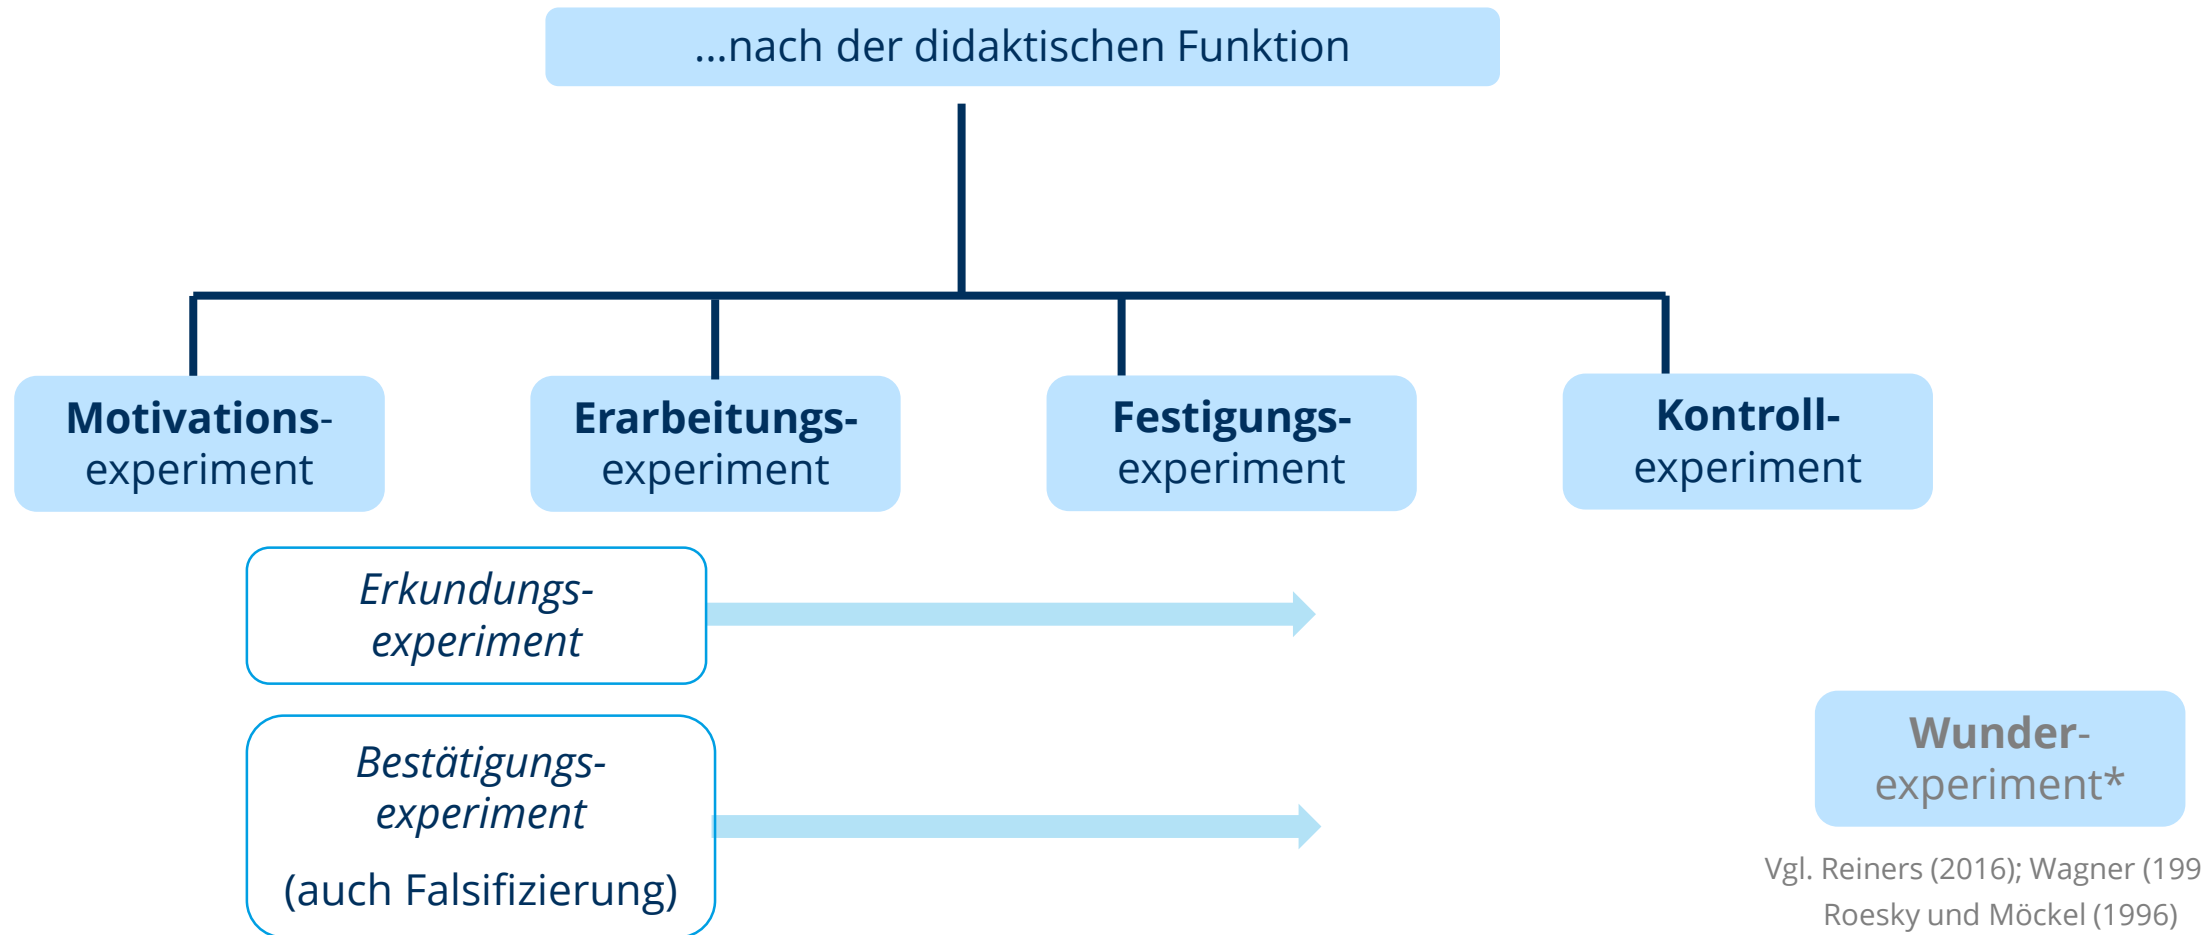 ...nach der didaktischen Funktion
Motivations-
experiment
Erarbeitungs-
experiment
Festigungs-
experiment
Kontroll-
experiment
Erkundungs-
experiment
Bestätigungs-
experiment
(auch Falsifizierung)
Wunder-
experiment*
Vgl. Reiners (2016); Wagner (199
Roesky und Möckel (1996)